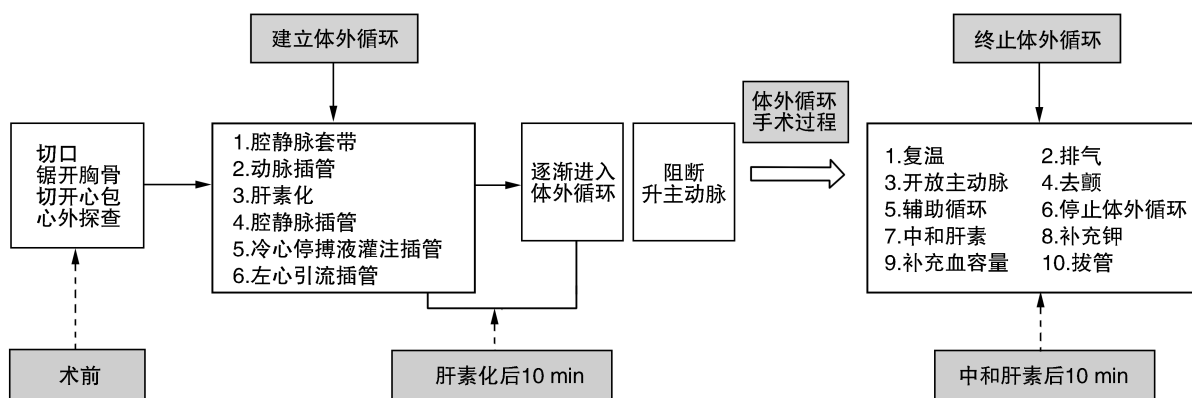 建立体外循环
终止体外循环
切口
锯开胸骨
切开心包
心外探查
1.腔静脉套带
2.动脉插管
3.肝素化
4.腔静脉插管
5.冷心停搏液灌注插管
6.左心引流插管
逐渐进入
体外循环
阻断
升主动脉
体外循环
手术过程
1.复温 2.排气
3.开放主动脉 4.去颤
5.辅助循环 6.停止体外循环
7.中和肝素 8.补充钾
9.补充血容量 10.拔管
术前
肝素化后10 min
中和肝素后10 min